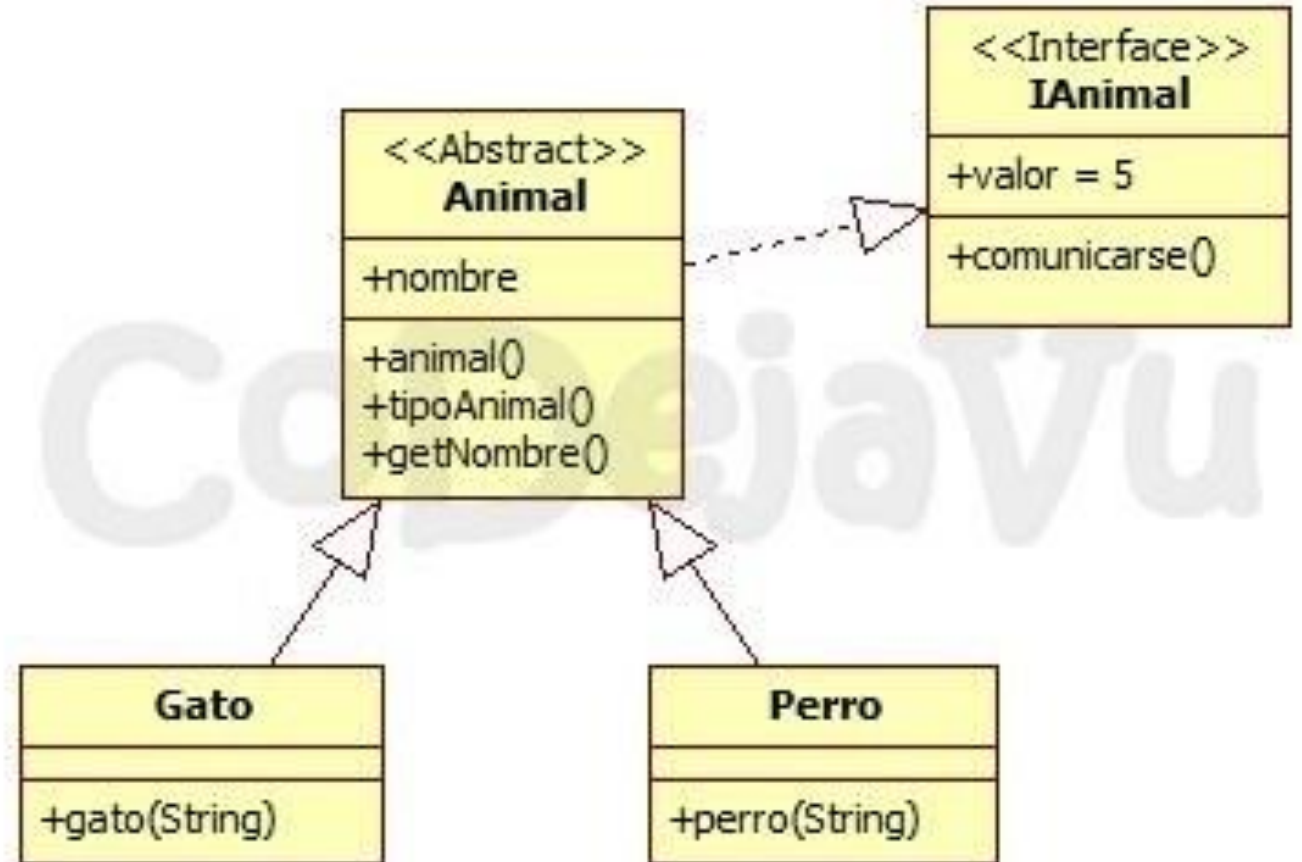 <<Interface>>
IAnimal
+valor = 5
+comunicarse()
<<Abstract>>
Animal
+nombre
+animal()
+tipoAnimal()
+getNombre()
Gato
+gato(String)
Perro
+perro(String)
CoDejaVu